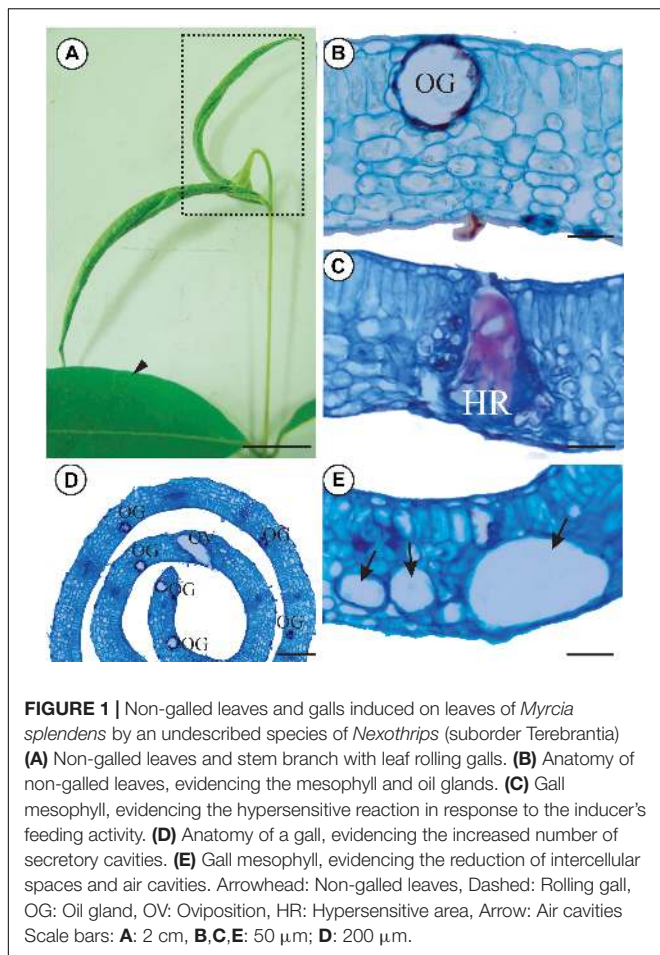 A
B
OG
C
HR
D
E
OG
OV
OG
OG
OG
OG
OG
FIGURE 1 | Non-galled leaves and galls induced on leaves of Myrcia
splendens by an undescribed species of Nexothrips (suborder Terebrantia)
(A) Non-galled leaves and stem branch with leaf rolling galls. (B) Anatomy of
non-galled leaves, evidencing the mesophyll and oil glands. (C) Gall
mesophyll, evidencing the hypersensitive reaction in response to the inducer's
feeding activity. (D) Anatomy of a gall, evidencing the increased number of
secretory cavities. (E) Gall mesophyll, evidencing the reduction of intercellular
spaces and air cavities. Arrowhead: Non-galled leaves, Dashed: Rolling gall,
OG: Oil gland, OV: Oviposition, HR: Hypersensitive area, Arrow: Air cavities
Scale bars: A: 2 cm, B,C,E: 50 μm; D: 200 μm.